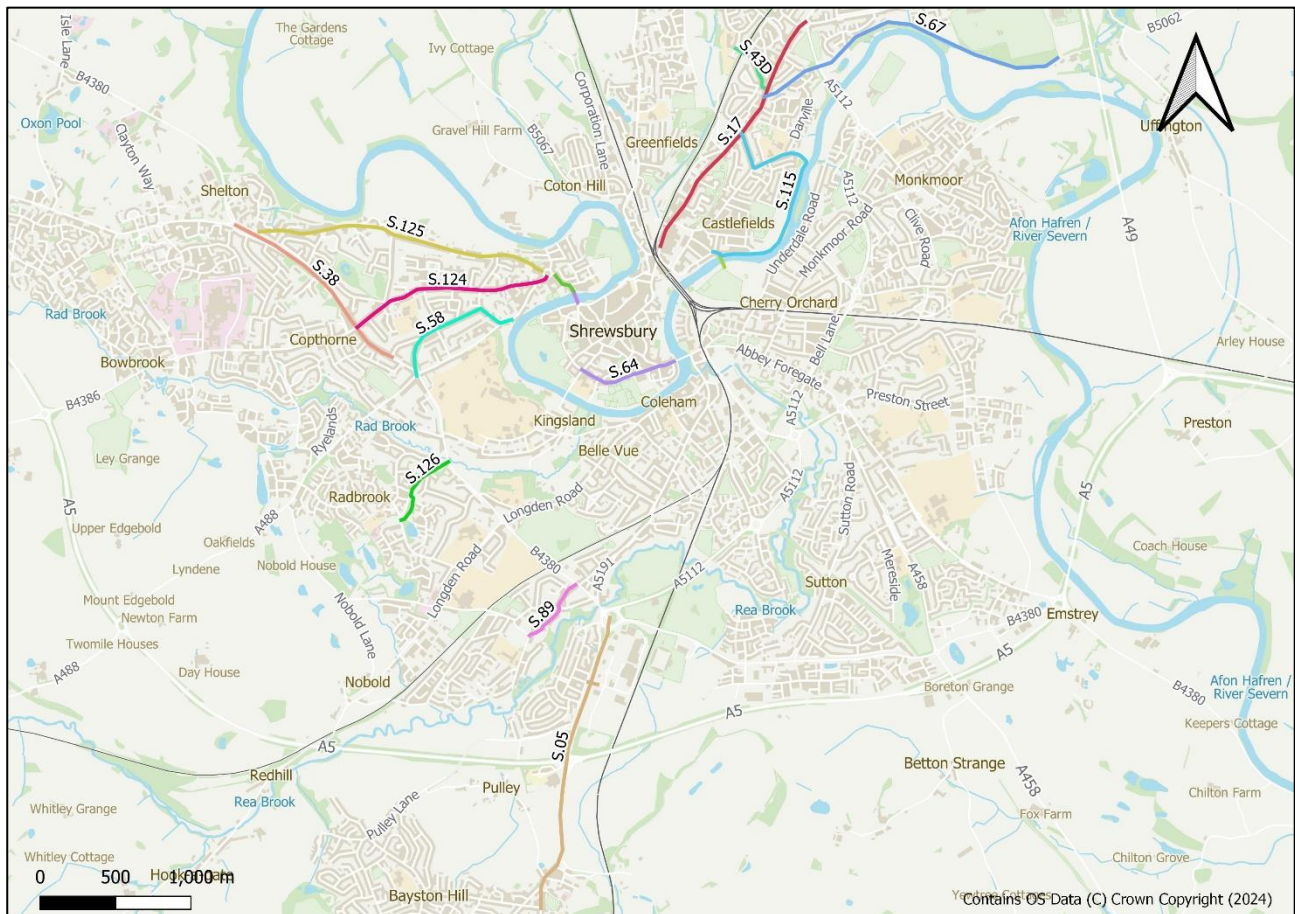 Isle Lane
The Gardens
Cottage
Ivy Cottage
S.67
B5062
B4380
S.43D
Corporation Lane
A5112
Oxon Pool
Clayton Way
Gravel Hill Farm
B5067
Greenfields
S.17
Darville
Uffington
Shelton
Coton Hill
S.115
A5112
Monkmoor
Castlefields
Underdale Road
Monkmoor Road
Clive Road
Afon Hafren /
River Severn
A49
S.125
S.38
S.124
Rad Brook
Cherry Orchard
S.58
Copthorne
Shrewsbury
Bell Lane
Arley House
Bowbrook
Abbey Foregate
S.64
Coleham
Preston Street
B4386
Kingsland
A5112
Preston
Ryelands
Rad Brook
Belle Vue
Ley Grange
S.126
A5
Radbrook
Longden Road
A5112
Sutton Road
A5
A488
Upper Edgebold
Oakfields
Coach House
Lyndene
Nobold House
B4380
Longden Road
A5191
A5112
Sutton
Mereside
A458
Mount Edgebold
Newton Farm
Nobold Lane
S.89
Rea Brook
B4380
Emstrey
Twomile Houses
Day House
A488
Nobold
A5
Boreton Grange
B4380
Afon Hafren /
River Severn
Keepers Cottage
A5
S.05
A5
Redhill
Rea Brook
Pulley
Betton Strange
A458
Whitley Grange
Pulley Lane
Chilton Farm
Fox Farm
Whitley Cottage
Chilton Grove
0 500 1,000 m
Bayston Hill
Contains OS Data (C) Crown Copyright (2024)